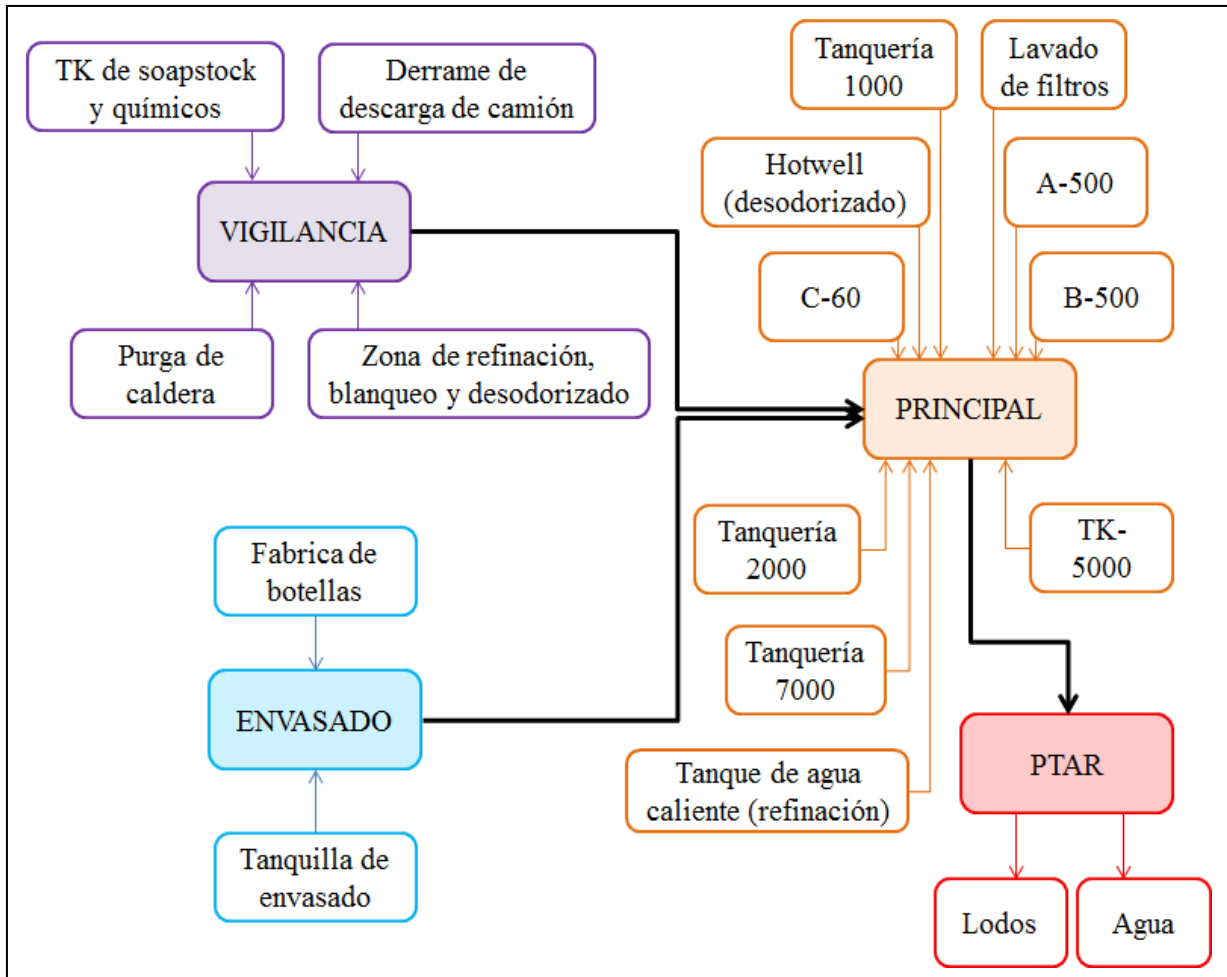 TK de soapstock
y químicos
Derrame de
descarga de camión
VIGILANCIA
Purga de
caldera
Zona de refinación,
blanqueo y desodorizado
Tanquería
1000
Lavado
de filtros
Hotwell
(desodorizado)
A-500
C-60
B-500
PRINCIPAL
Tanquería
2000
TK-
5000
Tanquería
7000
Tanque de agua
caliente (refinación)
Fabrica de
botellas
ENVASADO
Tanquilla de
envasado
PTAR
Lodos
Agua